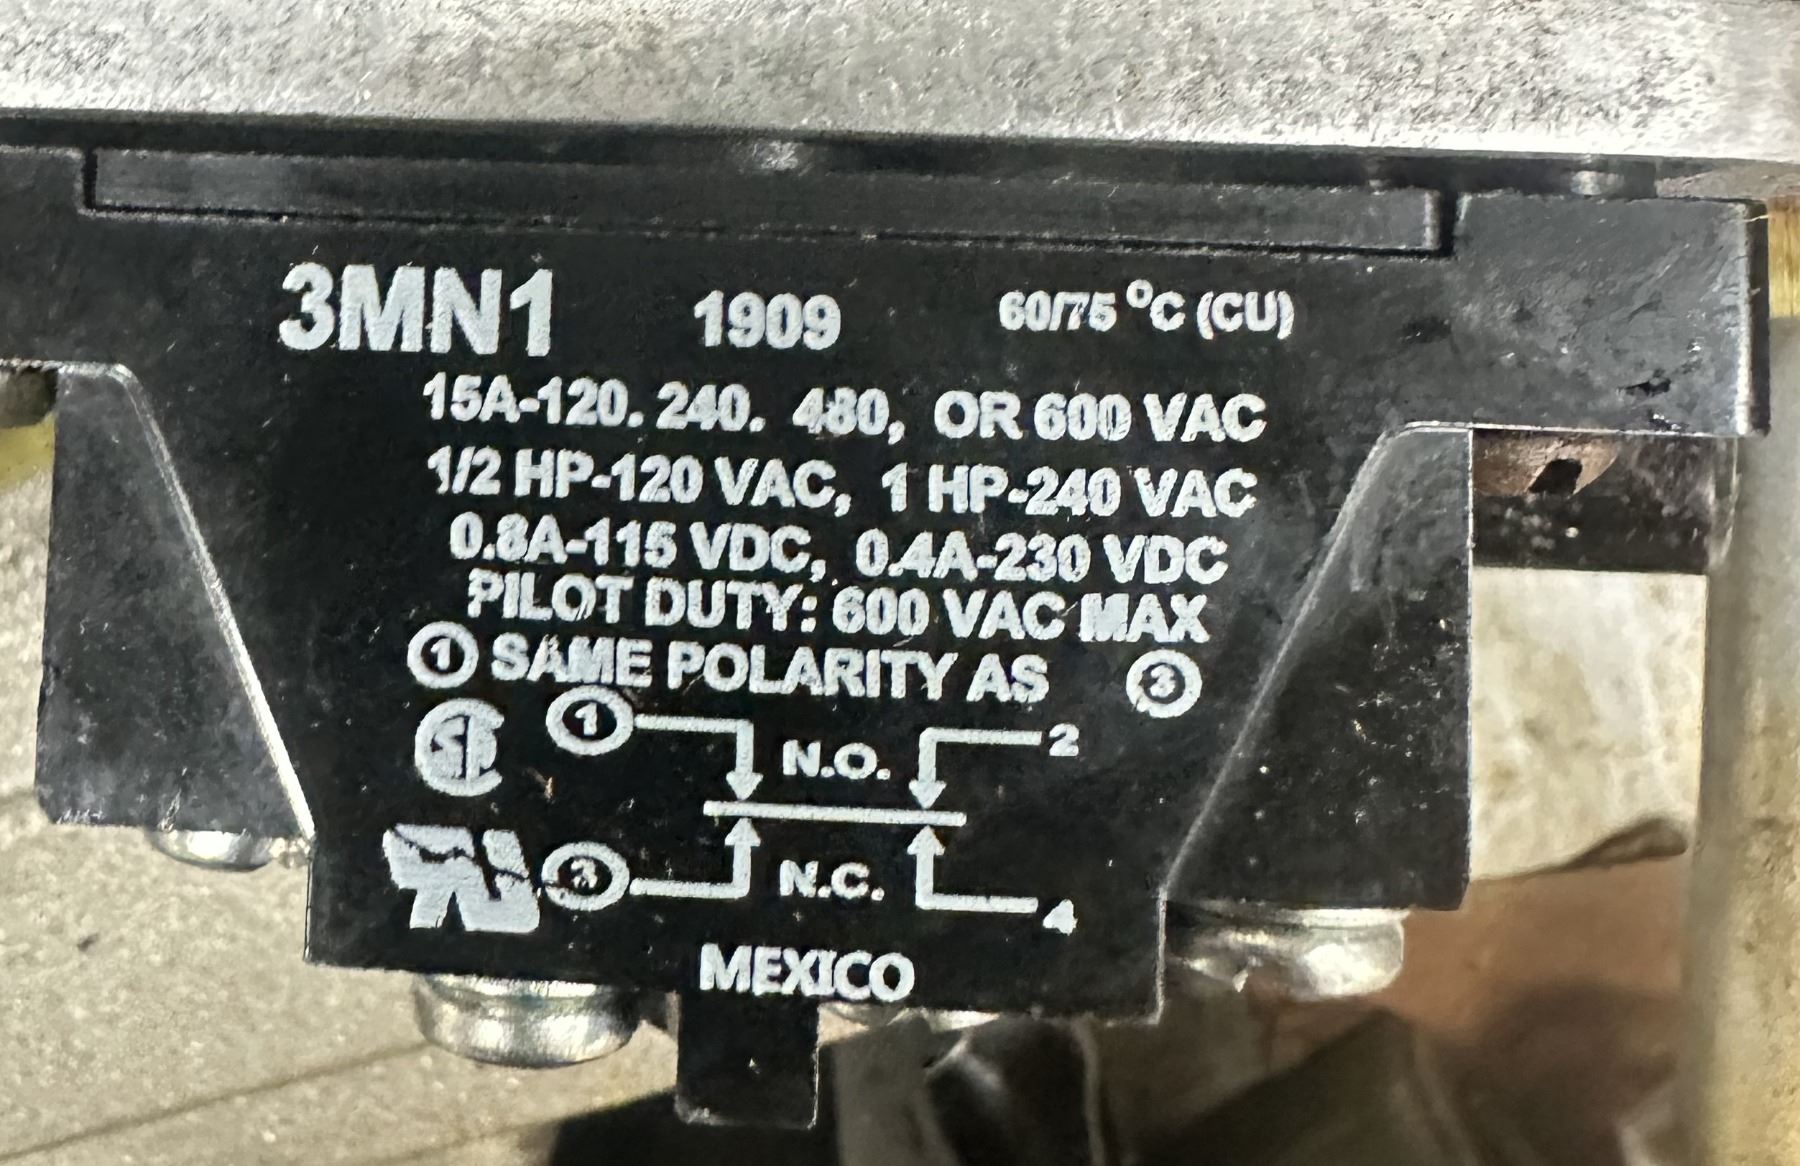 3MN1 1909 60/75 °C (CU)
15A-120. 240. 480, OR 600 VAC
1/2 HP-120 VAC, 1 HP-240 VAC
0.8A-115 VDC, 0.4A-230 VDC
PILOT DUTY: 600 VAC MAX
① SAME POLARITY AS ③
① N.O. 2
③ N.C. 4
MEXICO